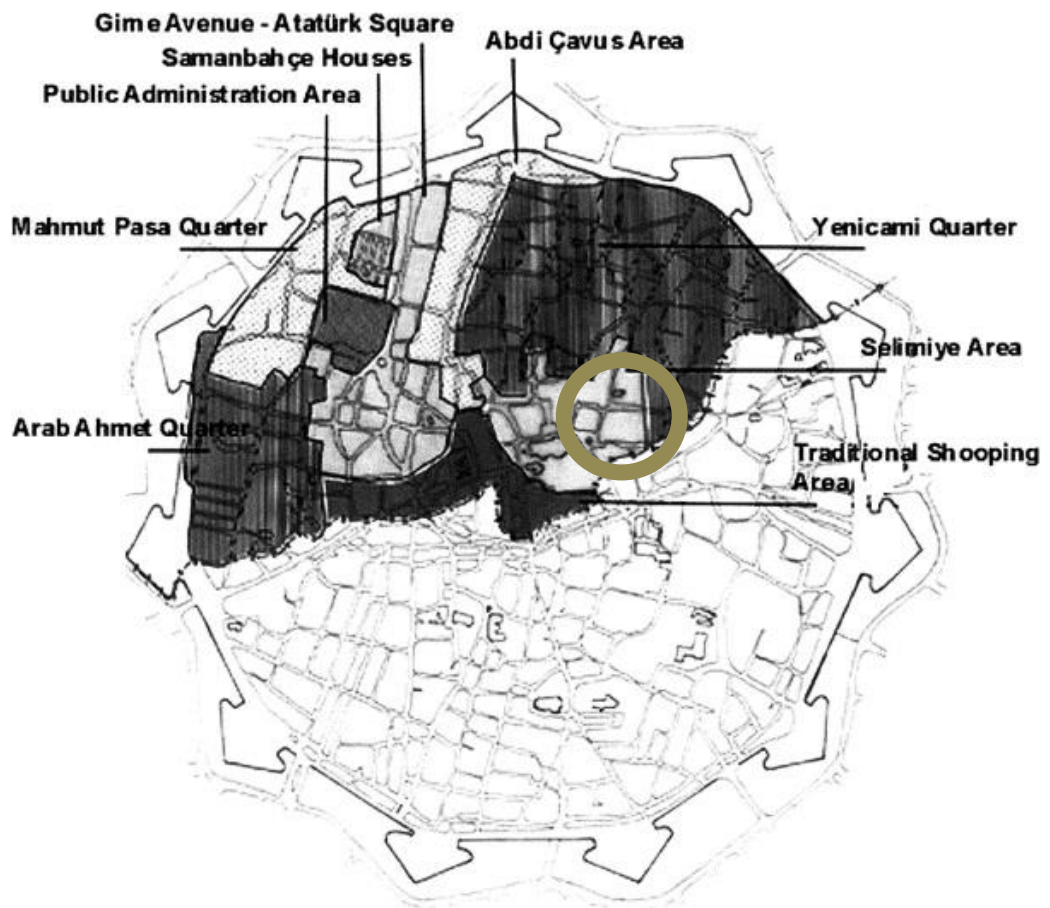 Girne Avenue - Atatürk Square
Abdi Çavus Area
Samanbahçe Houses
Public Administration Area
Mahmut Pasa Quarter
Yenicami Quarter
Selimiye Area
Arab Ahmet Quarter
Traditional Shooping
Area